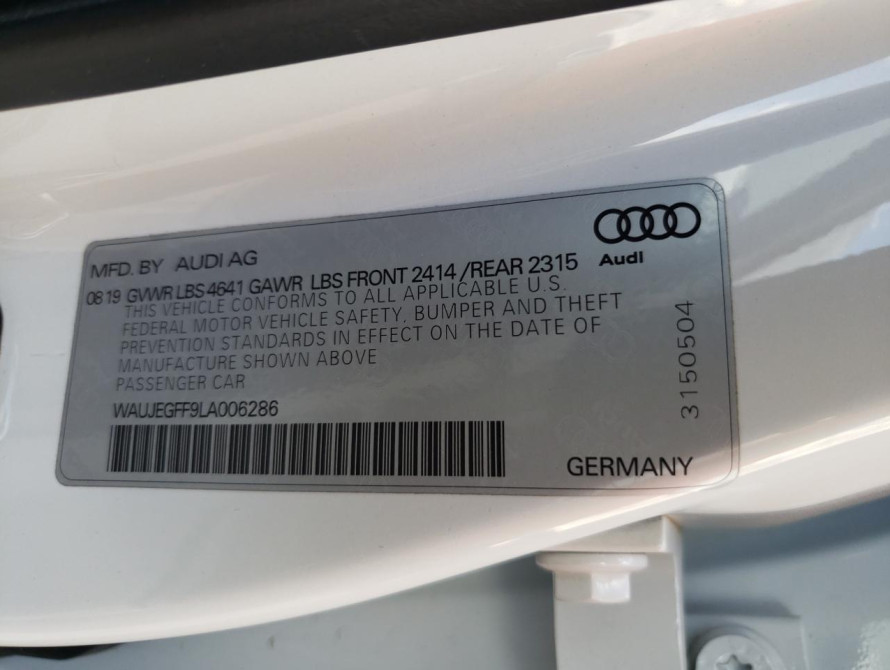 MFD. BY AUDI AG
Audi
08 19 GVWR LBS 4641 GAWR LBS FRONT 2414 /REAR 2315
THIS VEHICLE CONFORMS TO ALL APPLICABLE U.S.
FEDERAL MOTOR VEHICLE SAFETY, BUMPER AND THEFT
PREVENTION STANDARDS IN EFFECT ON THE DATE OF
MANUFACTURE SHOWN ABOVE
PASSENGER CAR
WAUJEGFF9LA006286
3150504
GERMANY